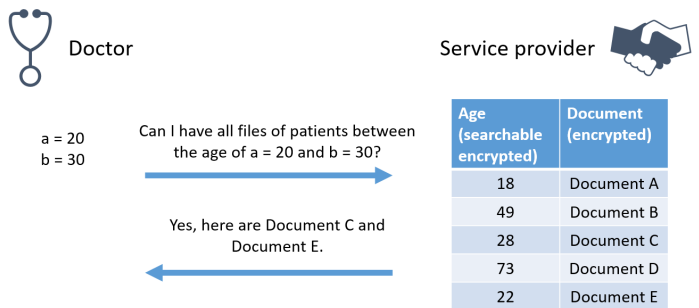 Doctor
Service provider
a = 20
b = 30
Can I have all files of patients between
the age of a = 20 and b = 30?
Yes, here are Document C and
Document E.
Age (searchable encrypted) Document (encrypted)
18 Document A
49 Document B
28 Document C
73 Document D
22 Document E